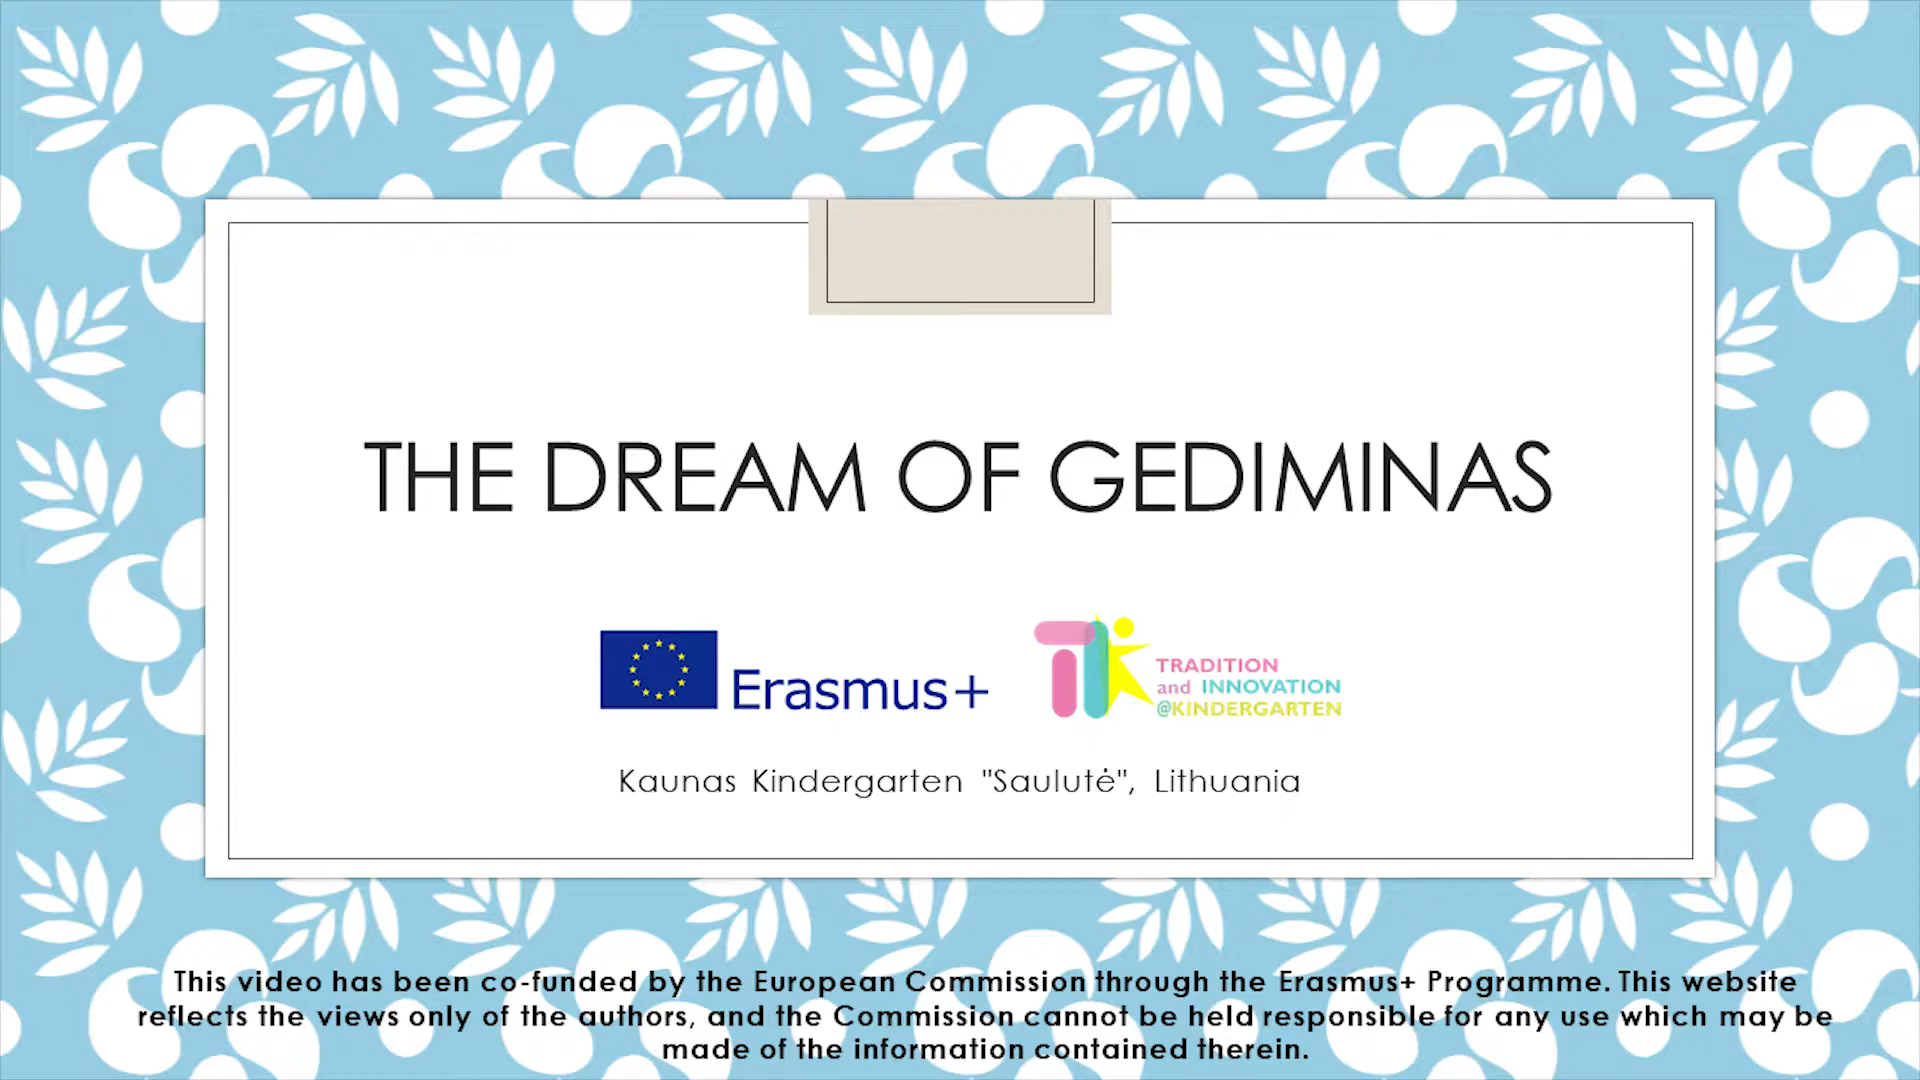 THE DREAM OF GEDIMINAS
Erasmus+
TRADITION
and INNOVATION
@KINDERGARTEN
Kaunas Kindergarten "Saulutė", Lithuania
This video has been co-funded by the European Commission through the Erasmus+ Programme. This website
reflects the views only of the authors, and the Commission cannot be held responsible for any use which may be
made of the information contained therein.